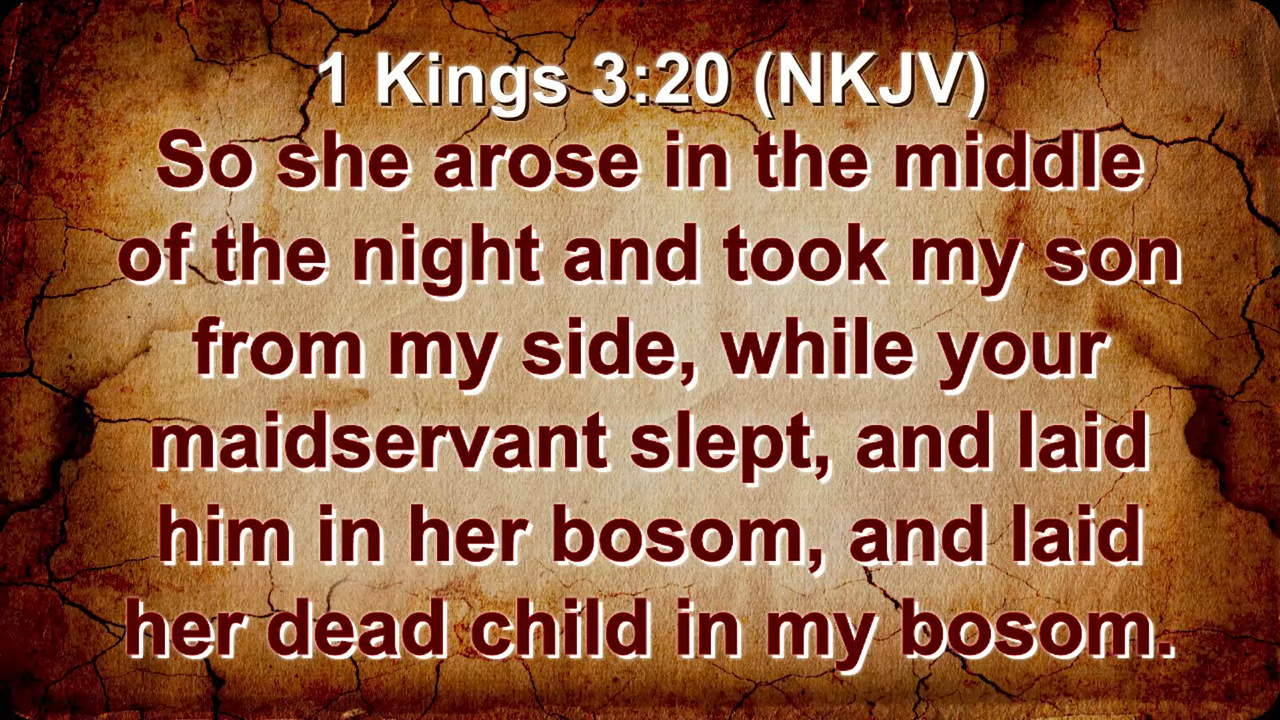 1 Kings 3:20 (NKJV)
So she arose in the middle
of the night and took my son
from my side, while your
maidservant slept, and laid
him in her bosom, and laid
her dead child in my bosom.